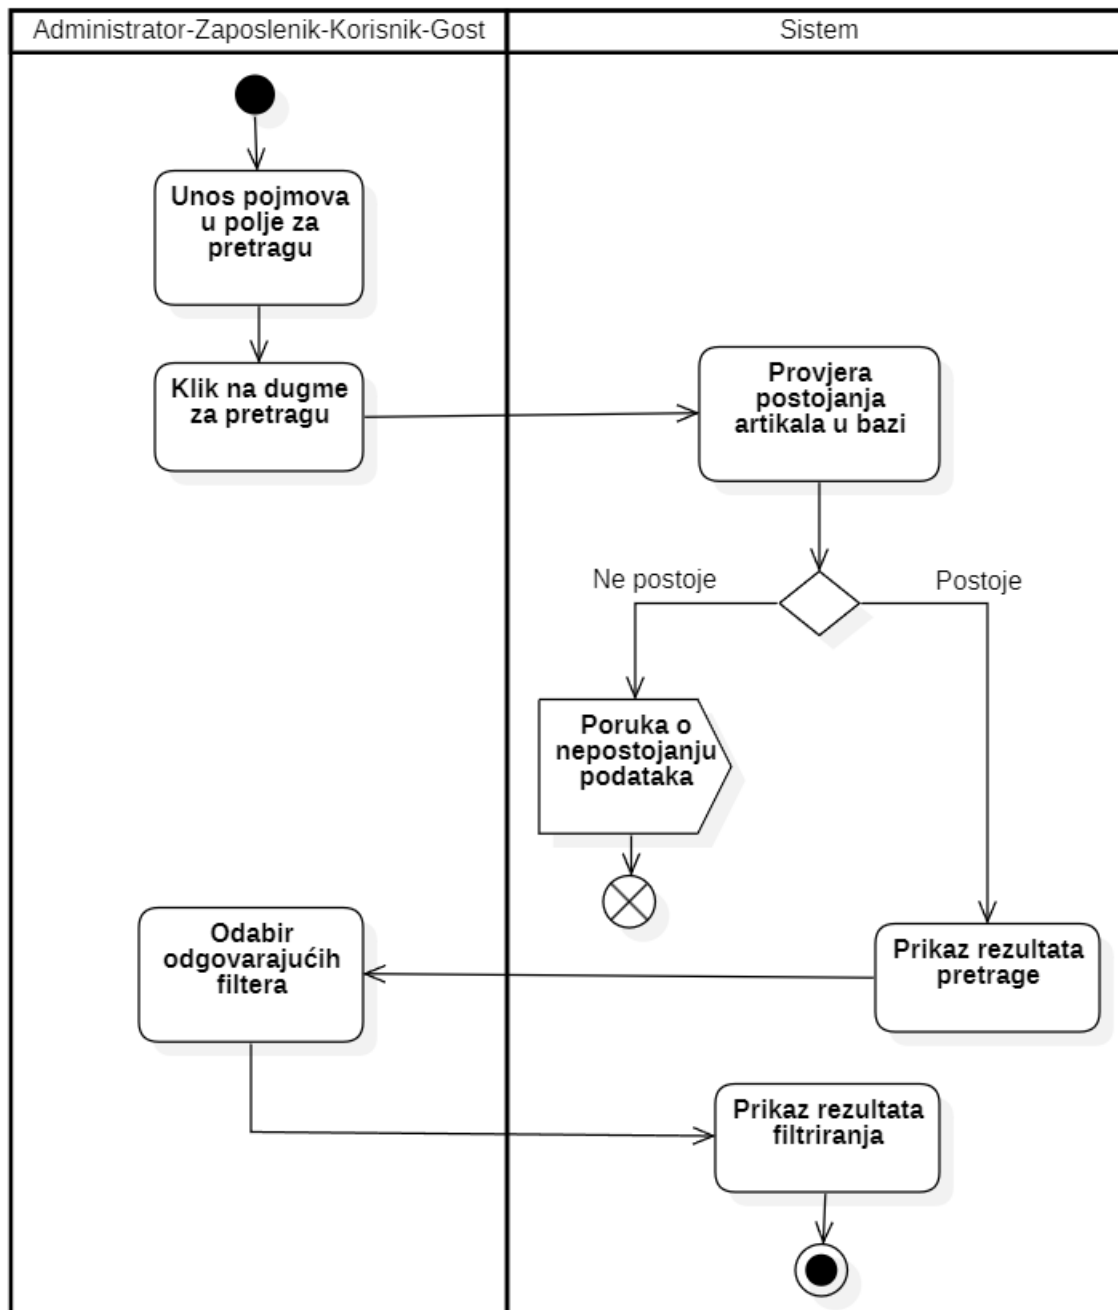 Administrator-Zaposlenik-Korisnik-Gost
Sistem
Unos pojmova
u polje za
pretragu
Klik na dugme
za pretragu
Provjera
postojanja
artikala u bazi
Ne postoje
Postoje
Poruka o
nepostojanju
podataka
Odabir
odgovarajućih
filtera
Prikaz rezultata
pretrage
Prikaz rezultata
filtriranja